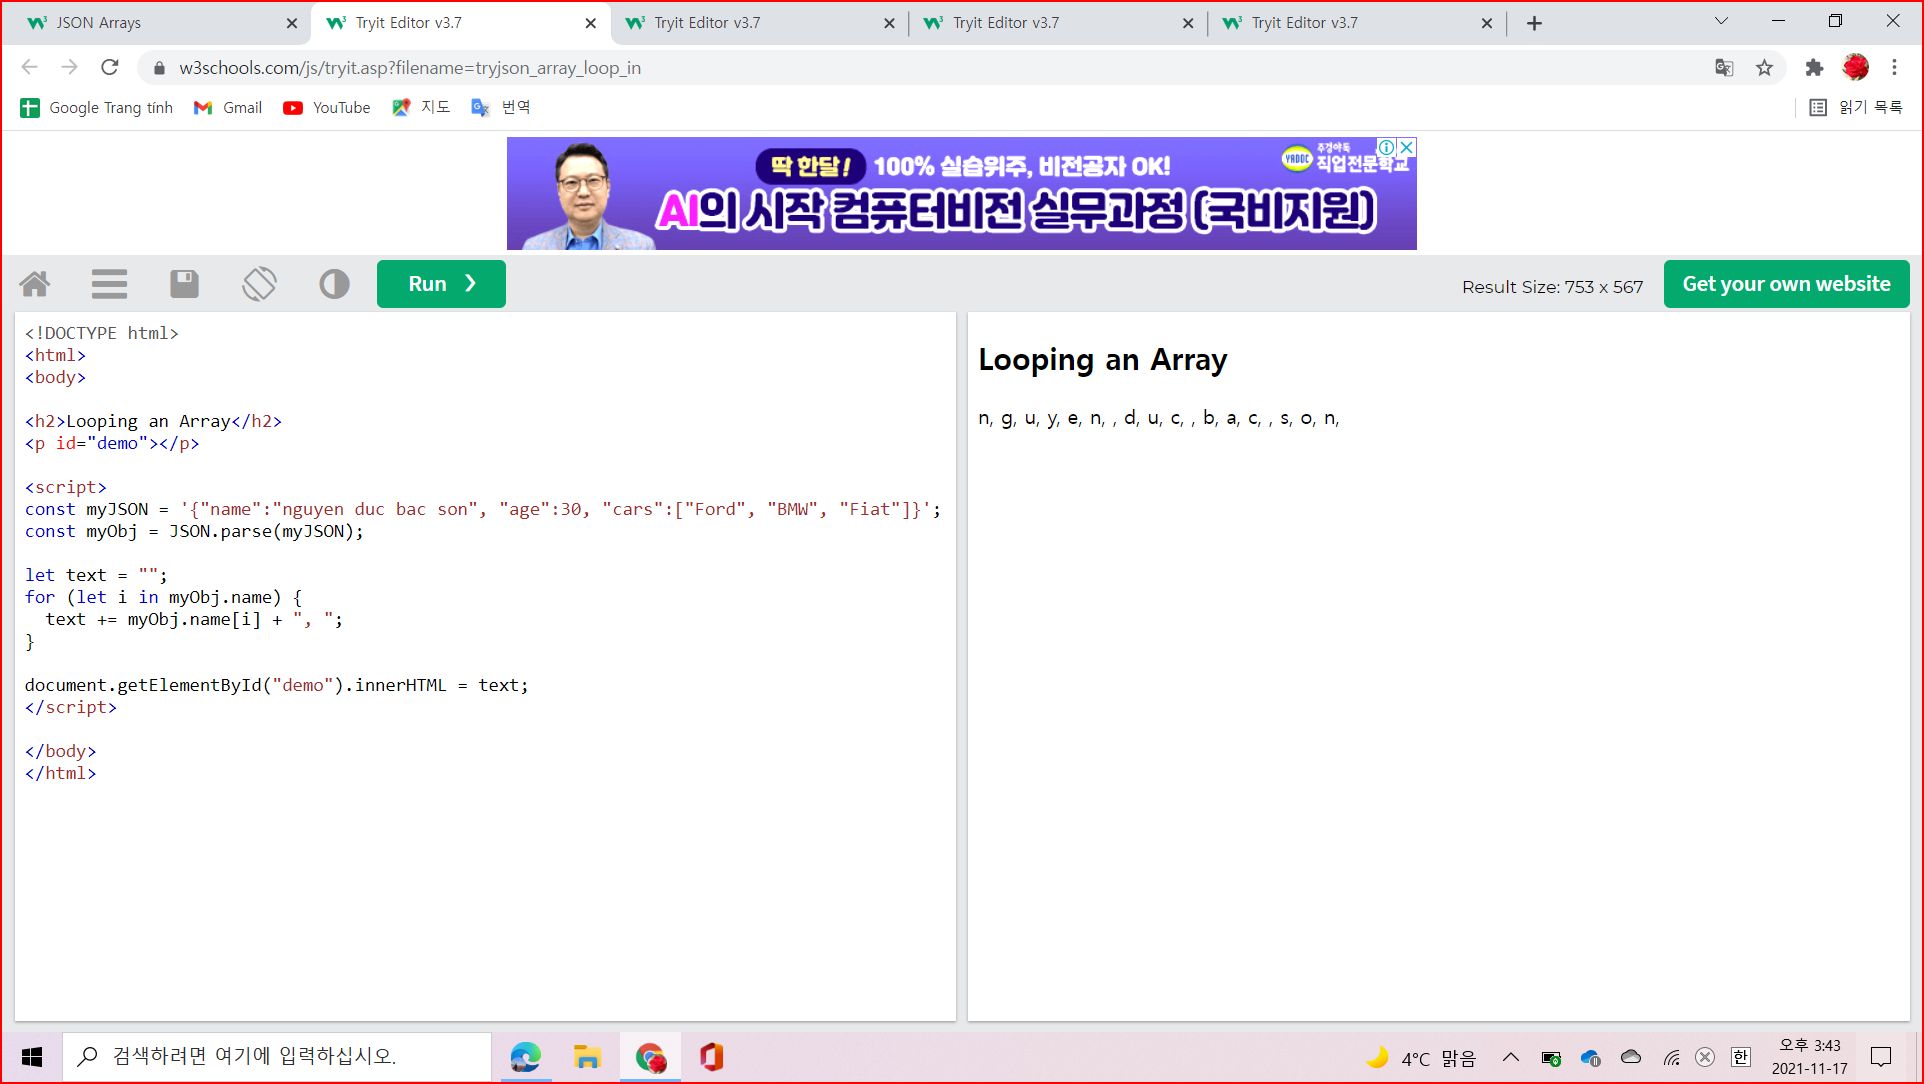 JSON Arrays
Tryit Editor v3.7
Tryit Editor v3.7
Tryit Editor v3.7
Tryit Editor v3.7
w3schools.com/js/tryit.asp?filename=tryjson_array_loop_in
Google Trang tính
Gmail
YouTube
지도
번역
읽기 목록
딱 한달! 100% 실습위주, 비전공자 OK!
YADOC 주경야독 직업전문학교
AI의 시작 컴퓨터비전 실무과정 (국비지원)
Run ❯
Result Size: 753 x 567
Get your own website
<!DOCTYPE html>
<html>
<body>
<h2>Looping an Array</h2>
<p id="demo"></p>
<script>
const myJSON = '{"name":"nguyen duc bac son", "age":30, "cars":["Ford", "BMW", "Fiat"]}';
const myObj = JSON.parse(myJSON);
let text = "";
for (let i in myObj.name) {
  text += myObj.name[i] + ", ";
}
document.getElementById("demo").innerHTML = text;
</script>
</body>
</html>
Looping an Array
n, g, u, y, e, n, , d, u, c, , b, a, c, , s, o, n,
검색하려면 여기에 입력하십시오.
4°C 맑음
한
오후 3:43
2021-11-17